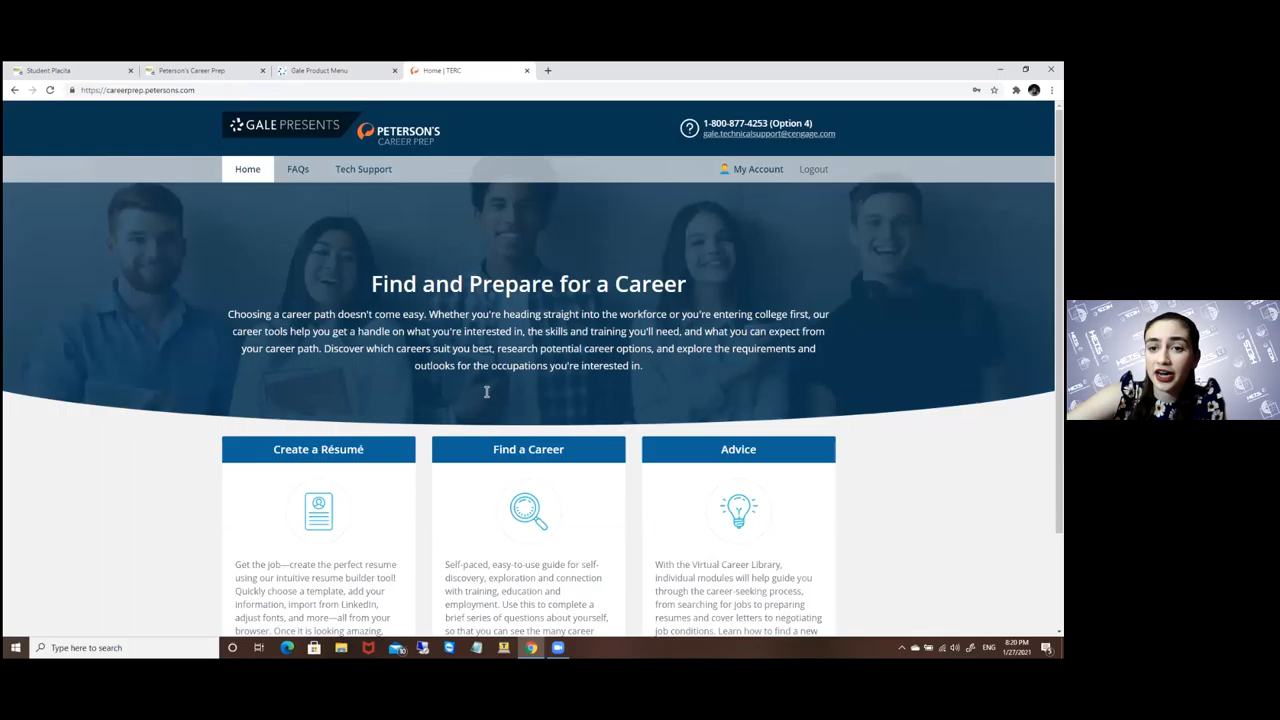 Student Placita
Peterson's Career Prep
Gale Product Menu
Home | TERC
https://careerprep.petersons.com
GALE PRESENTS
PETERSON'S
CAREER PREP
1-800-877-4253 (Option 4)
gale.technicalsupport@cengage.com
Home
FAQs
Tech Support
My Account
Logout
Find and Prepare for a Career
Choosing a career path doesn't come easy. Whether you're heading straight into the workforce or you're entering college first, our
career tools help you get a handle on what you're interested in, the skills and training you'll need, and what you can expect from
your career path. Discover which careers suit you best, research potential career options, and explore the requirements and
outlooks for the occupations you're interested in.
Create a Résumé
Get the job—create the perfect resume
using our intuitive resume builder tool!
Quickly choose a template, add your
information, import from LinkedIn,
adjust fonts, and more—all from your
browser. Once it is looking amazing,
Find a Career
Self-paced, easy-to-use guide for self-
discovery, exploration and connection
with training, education and
employment. Use this to complete a
brief series of questions about yourself,
so that you can see the many career
Advice
With the Virtual Career Library,
individual modules will help guide you
through the career-seeking process,
from searching for jobs to preparing
resumes and cover letters to negotiating
job conditions. Learn how to find a new
Type here to search
ENG
8:20 PM
1/27/2021